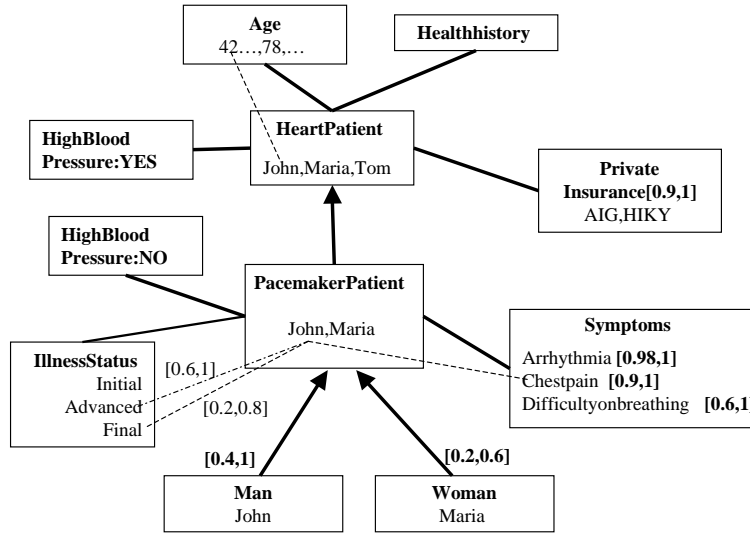 Age
42…,78,…
Healthhistory
HeartPatient
John,Maria,Tom
HighBlood
Pressure:YES
Private
Insurance[0.9,1]
AIG,HIKY
HighBlood
Pressure:NO
PacemakerPatient
John,Maria
IllnessStatus
Initial
Advanced
Final
[0.6,1]
[0.2,0.8]
Symptoms
Arrhythmia [0.98,1]
Chestpain [0.9,1]
Difficultyonbreathing [0.6,1]
[0.4,1]
[0.2,0.6]
Man
John
Woman
Maria